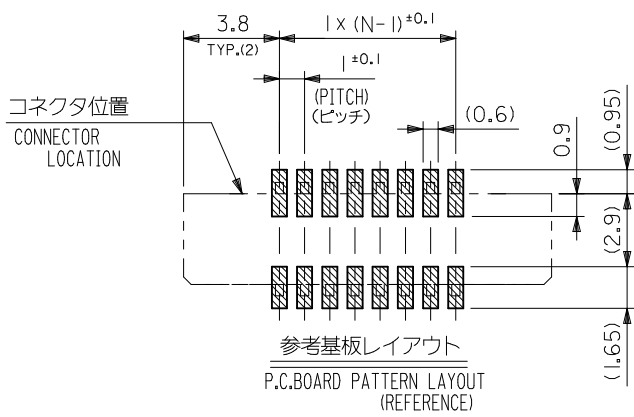 3.8
TYP.(2)
1 x (N-1)±0.1
1±0.1
(PITCH)
(ピッチ)
(0.6)
0.9
(0.95)
コネクタ位置
CONNECTOR
LOCATION
(2.9)
(1.65)
参考基板レイアウト
P.C.BOARD PATTERN LAYOUT
(REFERENCE)